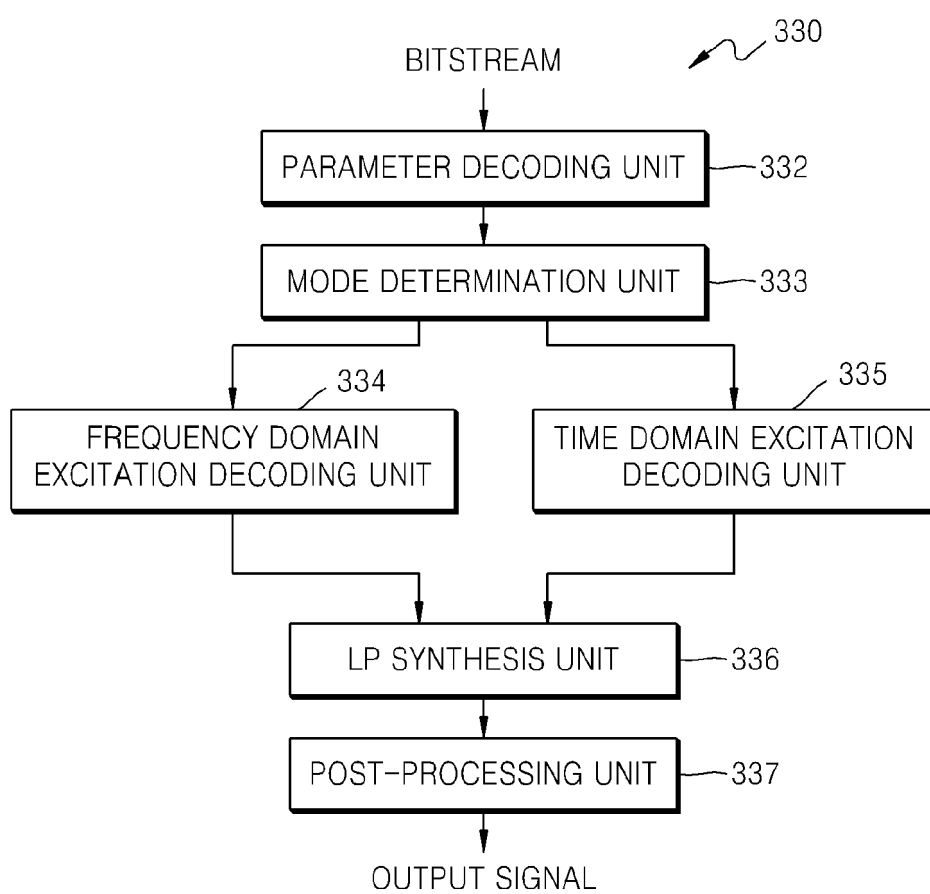 330
BITSTREAM
PARAMETER DECODING UNIT
332
MODE DETERMINATION UNIT
333
334
335
FREQUENCY DOMAIN
EXCITATION DECODING UNIT
TIME DOMAIN EXCITATION
DECODING UNIT
LP SYNTHESIS UNIT
336
POST-PROCESSING UNIT
337
OUTPUT SIGNAL